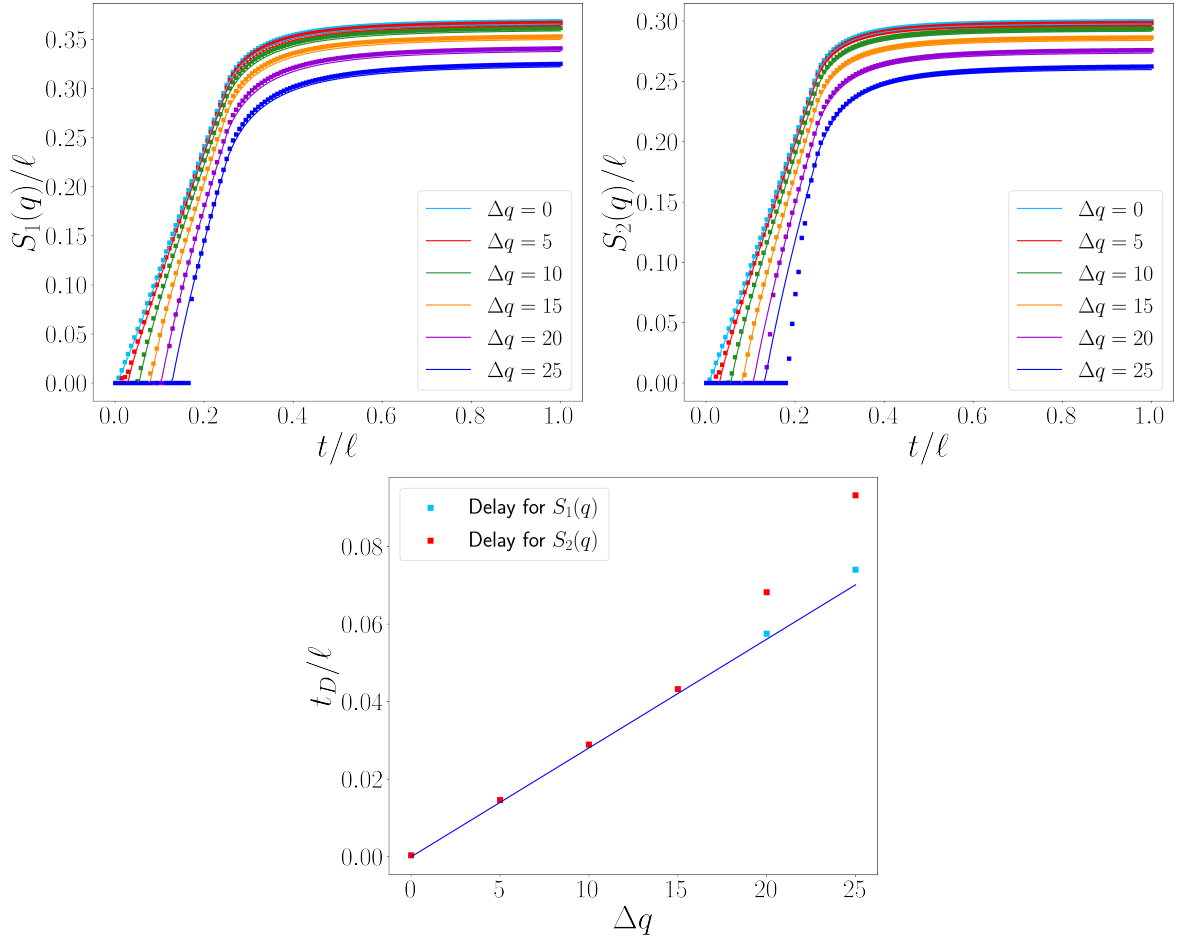 S₁(q)/ℓ
0.35
0.30
0.25
0.20
0.15
0.10
0.05
0.00
0.0 0.2 0.4 0.6 0.8 1.0
t/ℓ
Δq = 0
Δq = 5
Δq = 10
Δq = 15
Δq = 20
Δq = 25
S₂(q)/ℓ
0.30
0.25
0.20
0.15
0.10
0.05
0.00
0.0 0.2 0.4 0.6 0.8 1.0
t/ℓ
Δq = 0
Δq = 5
Δq = 10
Δq = 15
Δq = 20
Δq = 25
Delay for S₁(q)
Delay for S₂(q)
t_D/ℓ
0.08
0.06
0.04
0.02
0.00
0 5 10 15 20 25
Δq